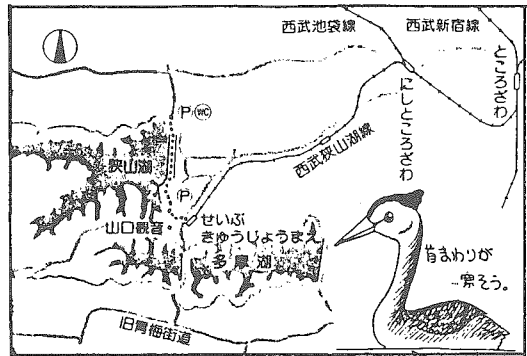 西武池袋線
西武新宿線
ところざわ
にしところざわ
P WC
西武狭山湖線
狭山湖
P
せいぶ
きゅうじょうまえ
山口観音
多摩湖
首まわりが
寒そう。
旧青梅街道